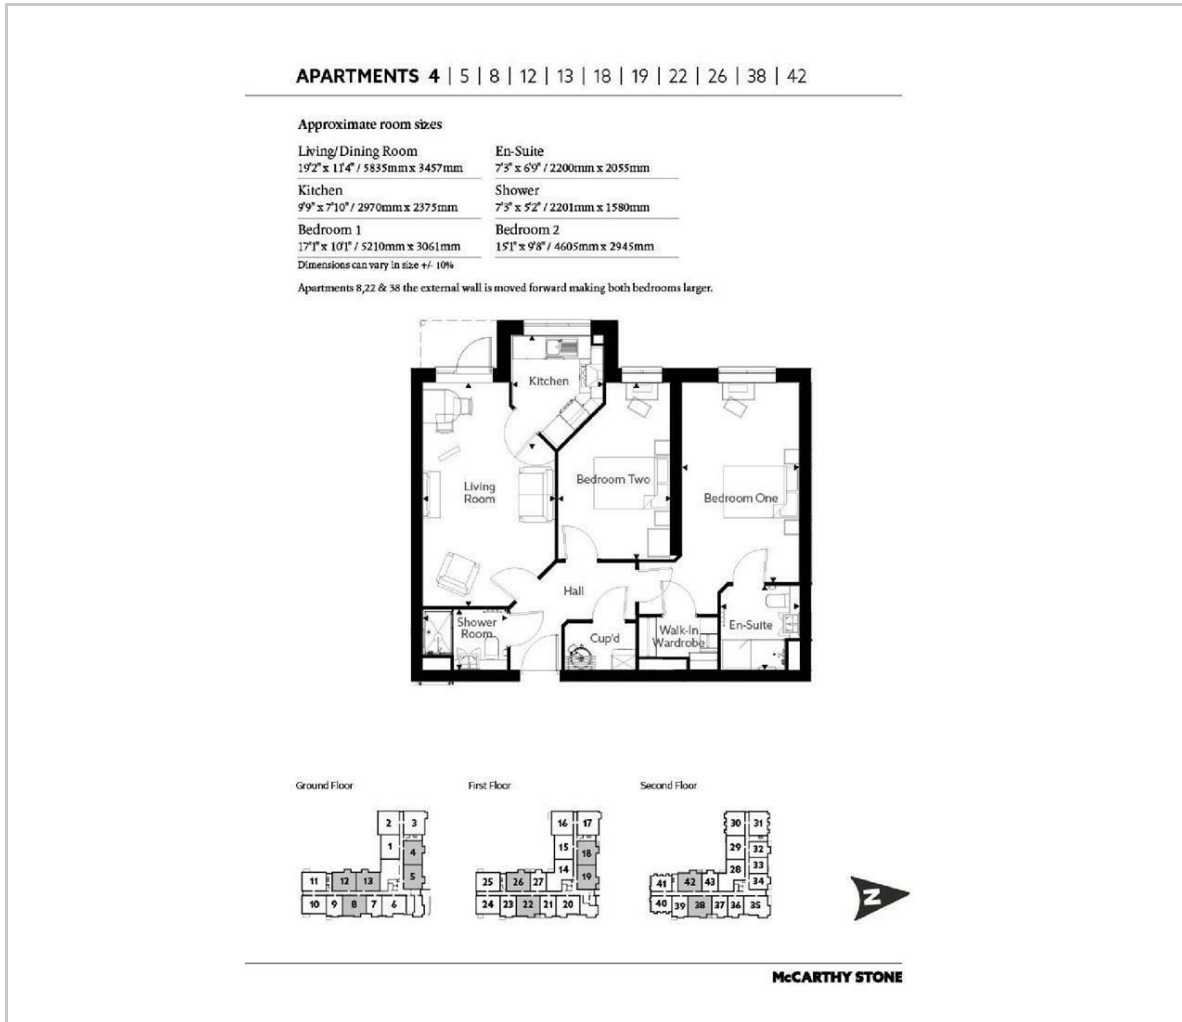 APARTMENTS 4 | 5 | 8 | 12 | 13 | 18 | 19 | 22 | 26 | 38 | 42
Approximate room sizes
Living/Dining Room
19'2" x 11'4" / 5835mm x 3457mm
Kitchen
9'9" x 7'10" / 2970mm x 2375mm
Bedroom 1
17'1" x 10'1" / 5210mm x 3061mm
En-Suite
7'3" x 6'9" / 2200mm x 2055mm
Shower
7'3" x 5'2" / 2201mm x 1580mm
Bedroom 2
15'1" x 9'8" / 4605mm x 2945mm
Dimensions can vary in size +/- 10%
Apartments 8,22 & 38 the external wall is moved forward making both bedrooms larger.
Kitchen
Living
Room
Bedroom Two
Bedroom One
Hall
Shower
Room
Cup'd
Walk-In
Wardrobe
En-Suite
Ground Floor
2 3
1 4
5
11 12 13
10 9 8 7 6
First Floor
16 17
15 18
14 19
25 26 27
24 23 22 21 20
Second Floor
30 31
29 32
33
28 34
41 42 43
40 39 38 37 36 35
N
McCARTHY STONE